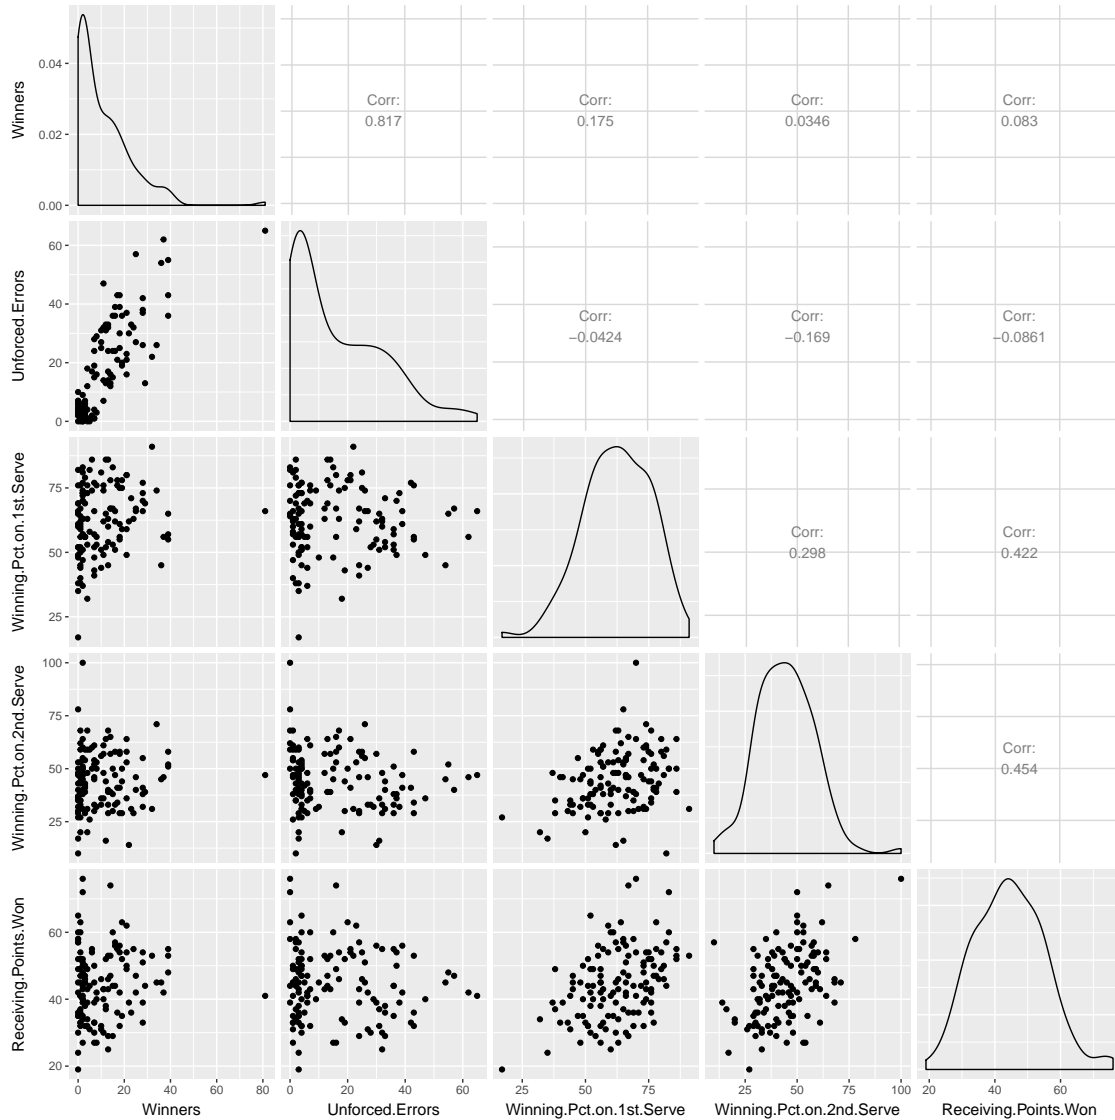 Winners
0.04
0.02
0.00
Corr:
0.817
Corr:
0.175
Corr:
0.0346
Corr:
0.083
Unforced.Errors
60
40
20
0
Corr:
−0.0424
Corr:
−0.169
Corr:
−0.0861
Winning.Pct.on.1st.Serve
75
50
25
Corr:
0.298
Corr:
0.422
Winning.Pct.on.2nd.Serve
100
75
50
25
Corr:
0.454
Receiving.Points.Won
60
40
20
0 20 40 60 80
0 20 40 60
25 50 75
25 50 75 100
20 40 60
Winners
Unforced.Errors
Winning.Pct.on.1st.Serve
Winning.Pct.on.2nd.Serve
Receiving.Points.Won